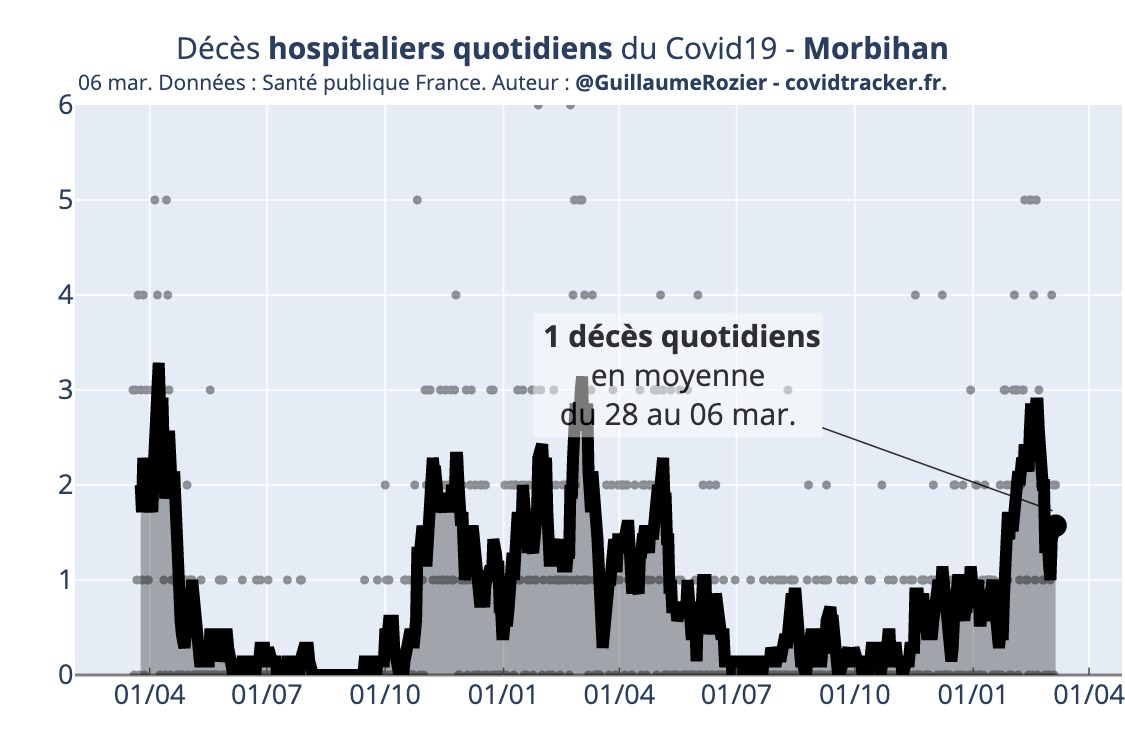 Décès hospitaliers quotidiens du Covid19 - Morbihan
06 mar. Données : Santé publique France. Auteur : @GuillaumeRozier - covidtracker.fr.
6
5
4
1 décès quotidiens
en moyenne
3
du 28 au 06 mar.
2
1
0
01/04 01/07 01/10 01/01 01/04 01/07 01/10 01/01 01/04